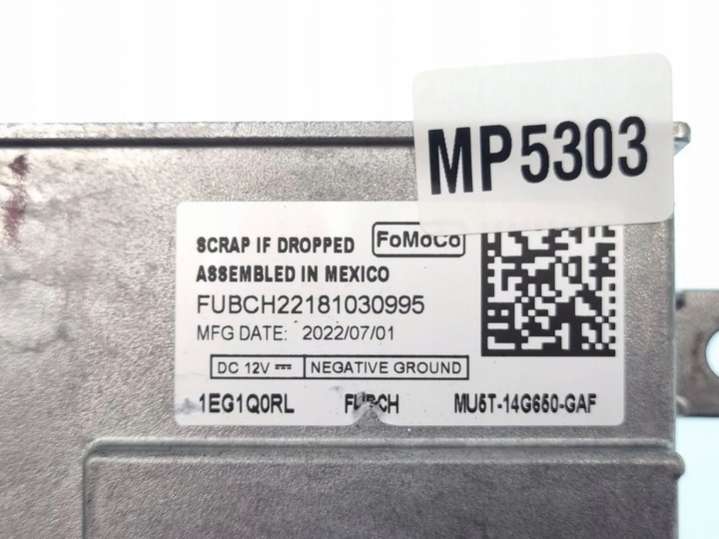 MP5303
SCRAP IF DROPPED FoMoCo
ASSEMBLED IN MEXICO
FUBCH22181030995
MFG DATE: 2022/07/01
DC 12V NEGATIVE GROUND
1EG1Q0RL FUBCH MU5T-14G650-GAF